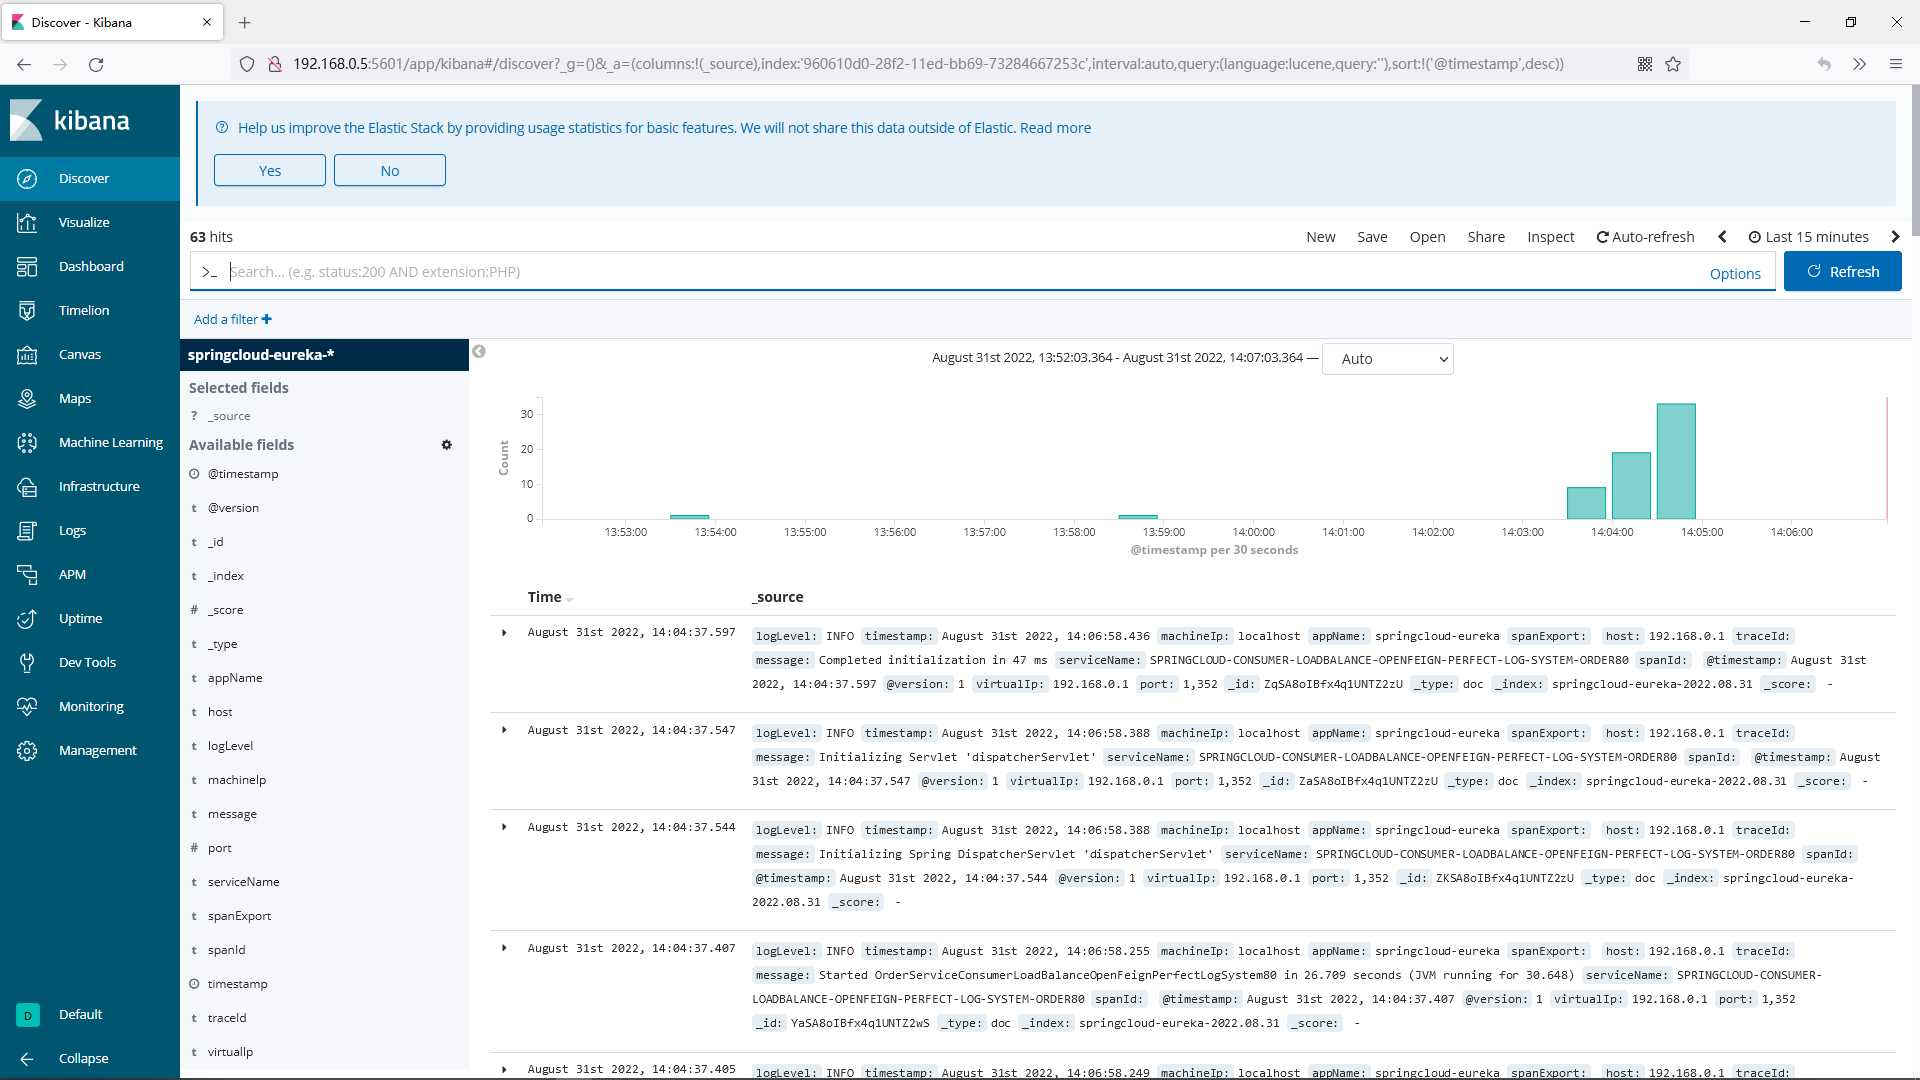 Discover - Kibana
192.168.0.5:5601/app/kibana#/discover?_g=()&_a=(columns:!(_source),index:'960610d0-28f2-11ed-bb69-73284667253c',interval:auto,query:(language:lucene,query:''),sort:!('@timestamp',desc))
kibana
Discover
Visualize
Dashboard
Timelion
Canvas
Maps
Machine Learning
Infrastructure
Logs
APM
Uptime
Dev Tools
Monitoring
Management
D Default
Collapse
Help us improve the Elastic Stack by providing usage statistics for basic features. We will not share this data outside of Elastic. Read more
Yes No
63 hits
New Save Open Share Inspect Auto-refresh Last 15 minutes
>_ Search... (e.g. status:200 AND extension:PHP) Options Refresh
Add a filter +
springcloud-eureka-*
Selected fields
? _source
Available fields
@timestamp
t @version
t _id
t _index
# _score
t _type
t appName
t host
t logLevel
t machineIp
t message
# port
t serviceName
t spanExport
t spanId
timestamp
t traceId
t virtualIp
August 31st 2022, 13:52:03.364 - August 31st 2022, 14:07:03.364 — Auto
Count
30
20
10
0
13:53:00 13:54:00 13:55:00 13:56:00 13:57:00 13:58:00 13:59:00 14:00:00 14:01:00 14:02:00 14:03:00 14:04:00 14:05:00 14:06:00
@timestamp per 30 seconds
Time _source
August 31st 2022, 14:04:37.597 logLevel: INFO timestamp: August 31st 2022, 14:06:58.436 machineIp: localhost appName: springcloud-eureka spanExport: host: 192.168.0.1 traceId:
message: Completed initialization in 47 ms serviceName: SPRINGCLOUD-CONSUMER-LOADBALANCE-OPENFEIGN-PERFECT-LOG-SYSTEM-ORDER80 spanId: @timestamp: August 31st
2022, 14:04:37.597 @version: 1 virtualIp: 192.168.0.1 port: 1,352 _id: ZqSA8oIBfx4q1UNTZ2zU _type: doc _index: springcloud-eureka-2022.08.31 _score: -
August 31st 2022, 14:04:37.547 logLevel: INFO timestamp: August 31st 2022, 14:06:58.388 machineIp: localhost appName: springcloud-eureka spanExport: host: 192.168.0.1 traceId:
message: Initializing Servlet 'dispatcherServlet' serviceName: SPRINGCLOUD-CONSUMER-LOADBALANCE-OPENFEIGN-PERFECT-LOG-SYSTEM-ORDER80 spanId: @timestamp: August
31st 2022, 14:04:37.547 @version: 1 virtualIp: 192.168.0.1 port: 1,352 _id: ZaSA8oIBfx4q1UNTZ2zU _type: doc _index: springcloud-eureka-2022.08.31 _score: -
August 31st 2022, 14:04:37.544 logLevel: INFO timestamp: August 31st 2022, 14:06:58.388 machineIp: localhost appName: springcloud-eureka spanExport: host: 192.168.0.1 traceId:
message: Initializing Spring DispatcherServlet 'dispatcherServlet' serviceName: SPRINGCLOUD-CONSUMER-LOADBALANCE-OPENFEIGN-PERFECT-LOG-SYSTEM-ORDER80 spanId:
@timestamp: August 31st 2022, 14:04:37.544 @version: 1 virtualIp: 192.168.0.1 port: 1,352 _id: ZKSA8oIBfx4q1UNTZ2zU _type: doc _index: springcloud-eureka-
2022.08.31 _score: -
August 31st 2022, 14:04:37.407 logLevel: INFO timestamp: August 31st 2022, 14:06:58.255 machineIp: localhost appName: springcloud-eureka spanExport: host: 192.168.0.1 traceId:
message: Started OrderServiceConsumerLoadBalanceOpenFeignPerfectLogSystem80 in 26.709 seconds (JVM running for 30.648) serviceName: SPRINGCLOUD-CONSUMER-
LOADBALANCE-OPENFEIGN-PERFECT-LOG-SYSTEM-ORDER80 spanId: @timestamp: August 31st 2022, 14:04:37.407 @version: 1 virtualIp: 192.168.0.1 port: 1,352
_id: YaSA8oIBfx4q1UNTZ2wS _type: doc _index: springcloud-eureka-2022.08.31 _score: -
August 31st 2022, 14:04:37.405 logLevel: INFO timestamp: August 31st 2022, 14:06:58.249 machineIp: localhost appName: springcloud-eureka spanExport: host: 192.168.0.1 traceId: